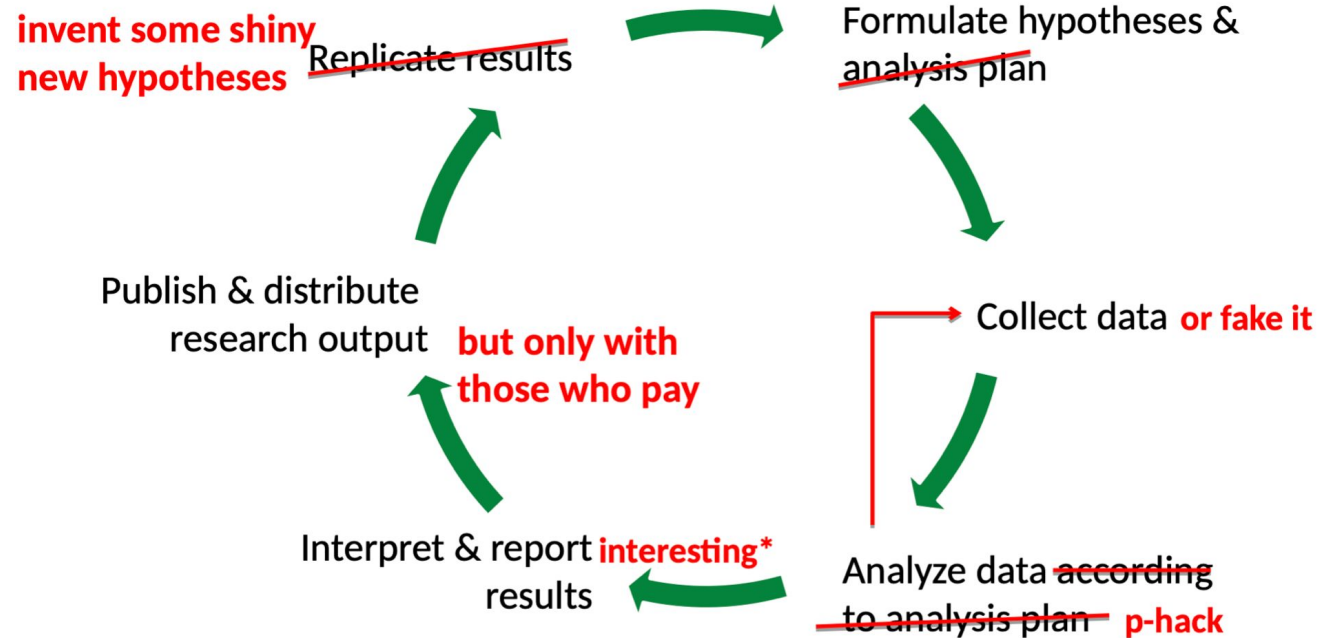 invent some shiny
new hypotheses
Replicate results
Formulate hypotheses &
analysis plan
Collect data or fake it
Analyze data according
to analysis plan p-hack
Interpret & report interesting*
results
Publish & distribute
research output
but only with
those who pay